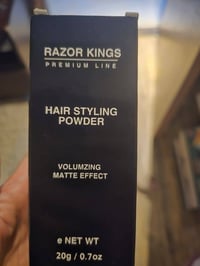 RAZOR KINGS
PREMIUM LINE
HAIR STYLING
POWDER
VOLUMZING
MATTE EFFECT
e NET WT
20g / 0.7oz